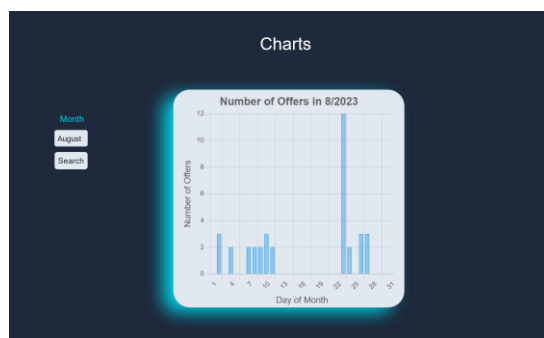 Charts
Month
August
Search
Number of Offers in 8/2023
Number of Offers
12
10
8
6
4
2
0
1 4 7 10 13 16 19 22 25 28 31
Day of Month